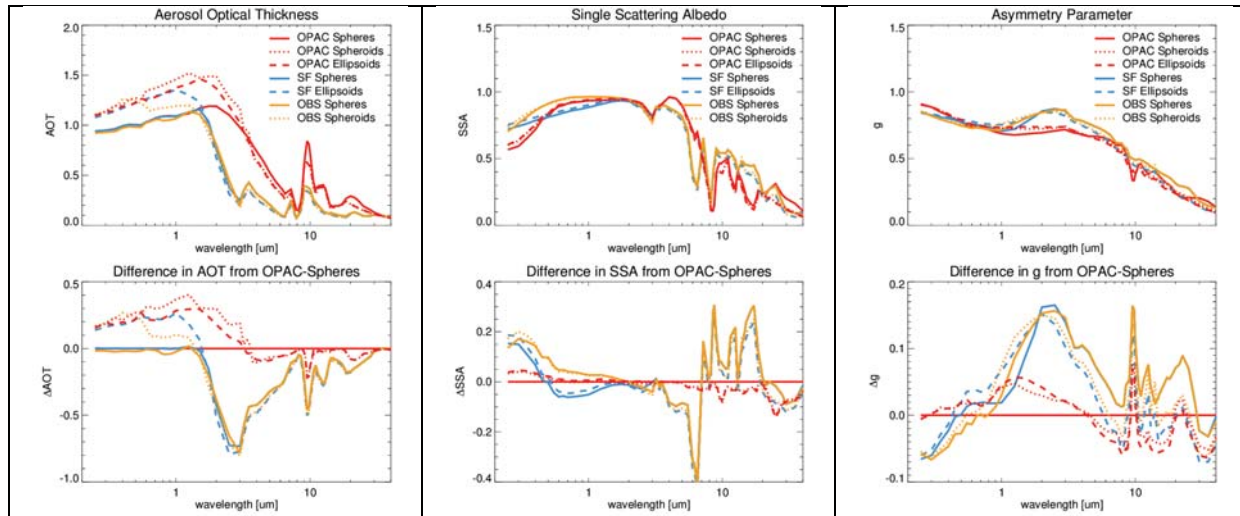 Aerosol Optical Thickness
2.0
1.5
1.0
0.5
0.0
AOT
OPAC Spheres
OPAC Spheroids
OPAC Ellipsoids
SF Spheres
SF Ellipsoids
OBS Spheres
OBS Spheroids
1
10
wavelength [um]
Difference in AOT from OPAC-Spheres
0.5
0.0
-0.5
-1.0
ΔAOT
1
10
wavelength [um]
Single Scattering Albedo
1.5
1.0
0.5
0.0
SSA
OPAC Spheres
OPAC Spheroids
OPAC Ellipsoids
SF Spheres
SF Ellipsoids
OBS Spheres
OBS Spheroids
1
10
wavelength [um]
Difference in SSA from OPAC-Spheres
0.4
0.2
0.0
-0.2
-0.4
ΔSSA
1
10
wavelength [um]
Asymmetry Parameter
1.5
1.0
0.5
0.0
g
OPAC Spheres
OPAC Spheroids
OPAC Ellipsoids
SF Spheres
SF Ellipsoids
OBS Spheres
OBS Spheroids
1
10
wavelength [um]
Difference in g from OPAC-Spheres
0.2
0.1
0.0
-0.1
Δg
1
10
wavelength [um]